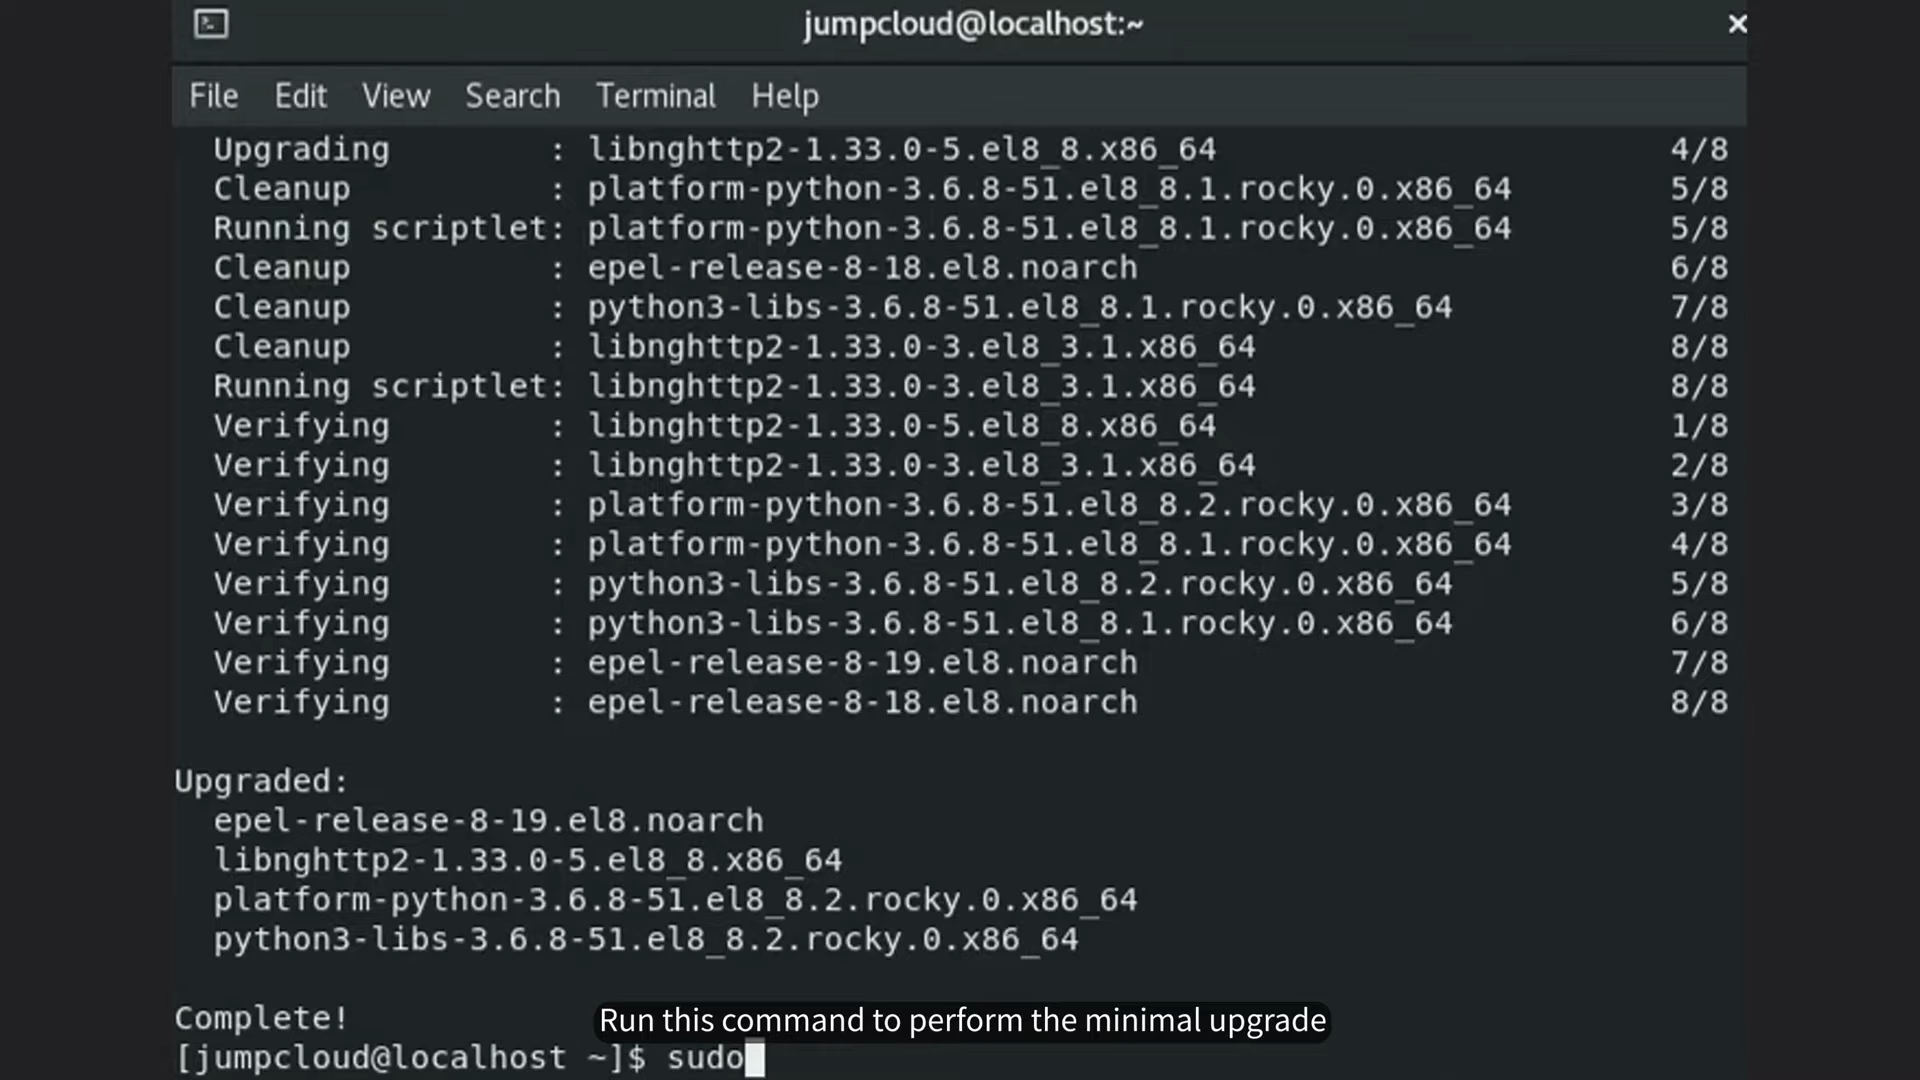 jumpcloud@localhost:~
File Edit View Search Terminal Help
Upgrading : libnghttp2-1.33.0-5.el8_8.x86_64 4/8
Cleanup : platform-python-3.6.8-51.el8_8.1.rocky.0.x86_64 5/8
Running scriptlet: platform-python-3.6.8-51.el8_8.1.rocky.0.x86_64 5/8
Cleanup : epel-release-8-18.el8.noarch 6/8
Cleanup : python3-libs-3.6.8-51.el8_8.1.rocky.0.x86_64 7/8
Cleanup : libnghttp2-1.33.0-3.el8_3.1.x86_64 8/8
Running scriptlet: libnghttp2-1.33.0-3.el8_3.1.x86_64 8/8
Verifying : libnghttp2-1.33.0-5.el8_8.x86_64 1/8
Verifying : libnghttp2-1.33.0-3.el8_3.1.x86_64 2/8
Verifying : platform-python-3.6.8-51.el8_8.2.rocky.0.x86_64 3/8
Verifying : platform-python-3.6.8-51.el8_8.1.rocky.0.x86_64 4/8
Verifying : python3-libs-3.6.8-51.el8_8.2.rocky.0.x86_64 5/8
Verifying : python3-libs-3.6.8-51.el8_8.1.rocky.0.x86_64 6/8
Verifying : epel-release-8-19.el8.noarch 7/8
Verifying : epel-release-8-18.el8.noarch 8/8
Upgraded:
epel-release-8-19.el8.noarch
libnghttp2-1.33.0-5.el8_8.x86_64
platform-python-3.6.8-51.el8_8.2.rocky.0.x86_64
python3-libs-3.6.8-51.el8_8.2.rocky.0.x86_64
Complete!
Run this command to perform the minimal upgrade
[jumpcloud@localhost ~]$ sudo